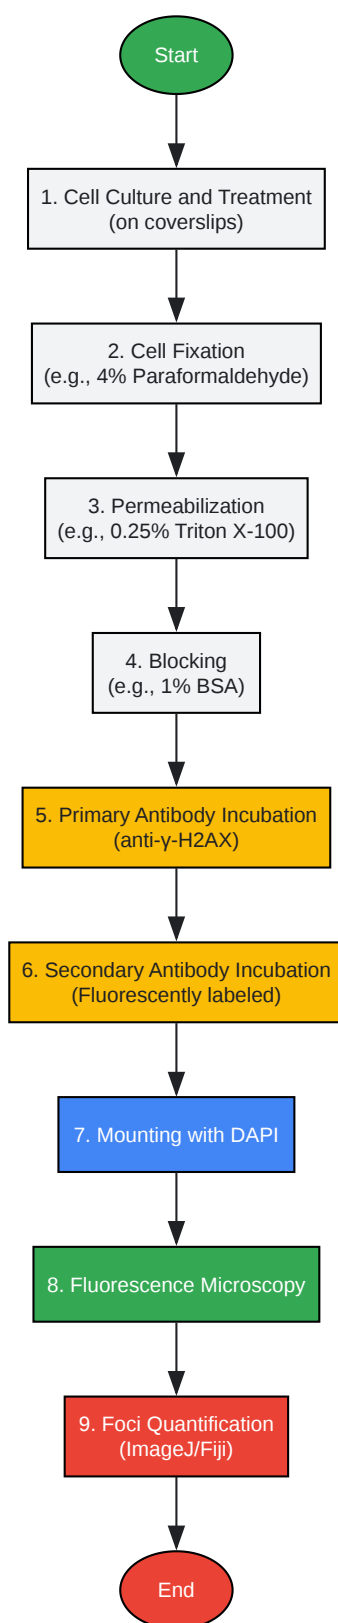 Start
1. Cell Culture and Treatment
(on coverslips)
2. Cell Fixation
(e.g., 4% Paraformaldehyde)
3. Permeabilization
(e.g., 0.25% Triton X-100)
4. Blocking
(e.g., 1% BSA)
5. Primary Antibody Incubation
(anti-γ-H2AX)
6. Secondary Antibody Incubation
(Fluorescently labeled)
7. Mounting with DAPI
8. Fluorescence Microscopy
9. Foci Quantification
(ImageJ/Fiji)
End